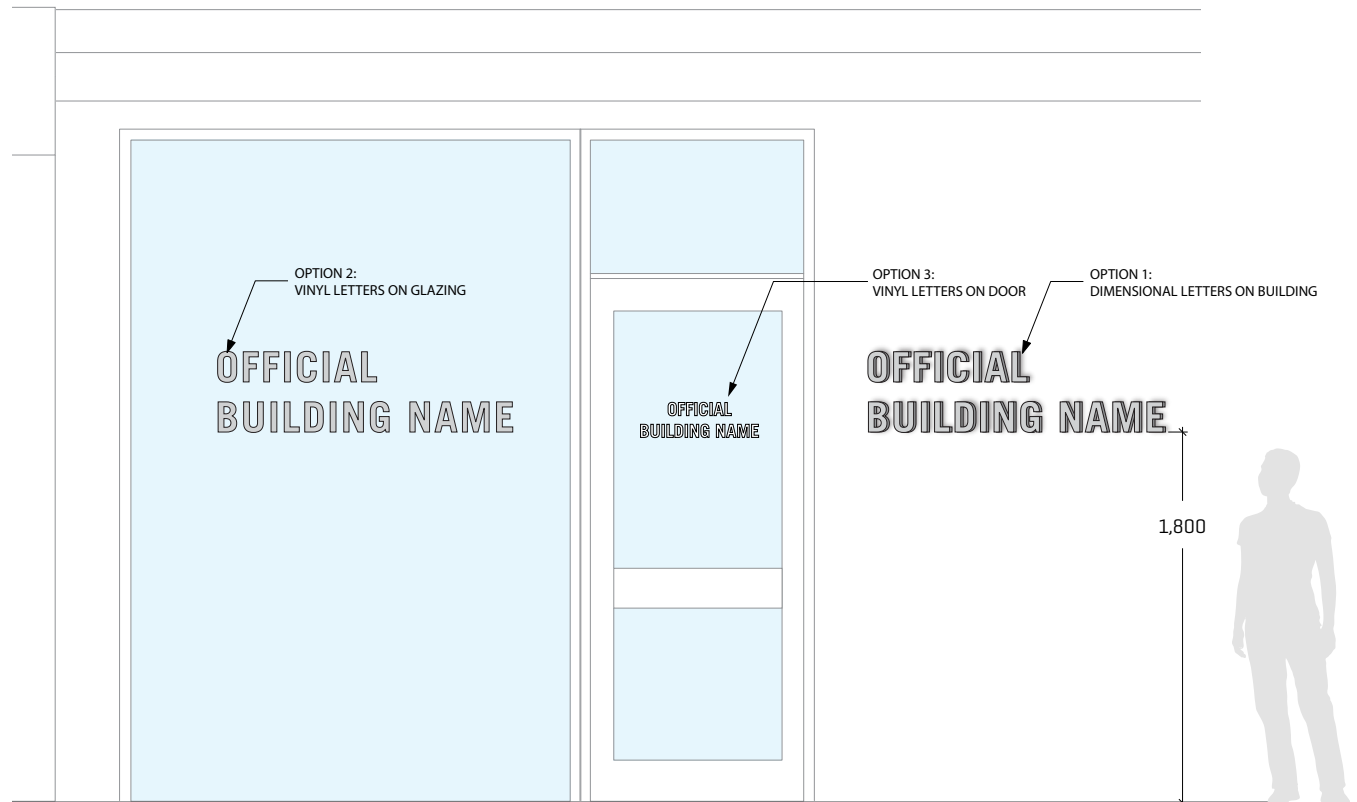 OPTION 2:
VINYL LETTERS ON GLAZING
OPTION 3:
VINYL LETTERS ON DOOR
OPTION 1:
DIMENSIONAL LETTERS ON BUILDING
OFFICIAL
BUILDING NAME
OFFICIAL
BUILDING NAME
OFFICIAL
BUILDING NAME
1,800